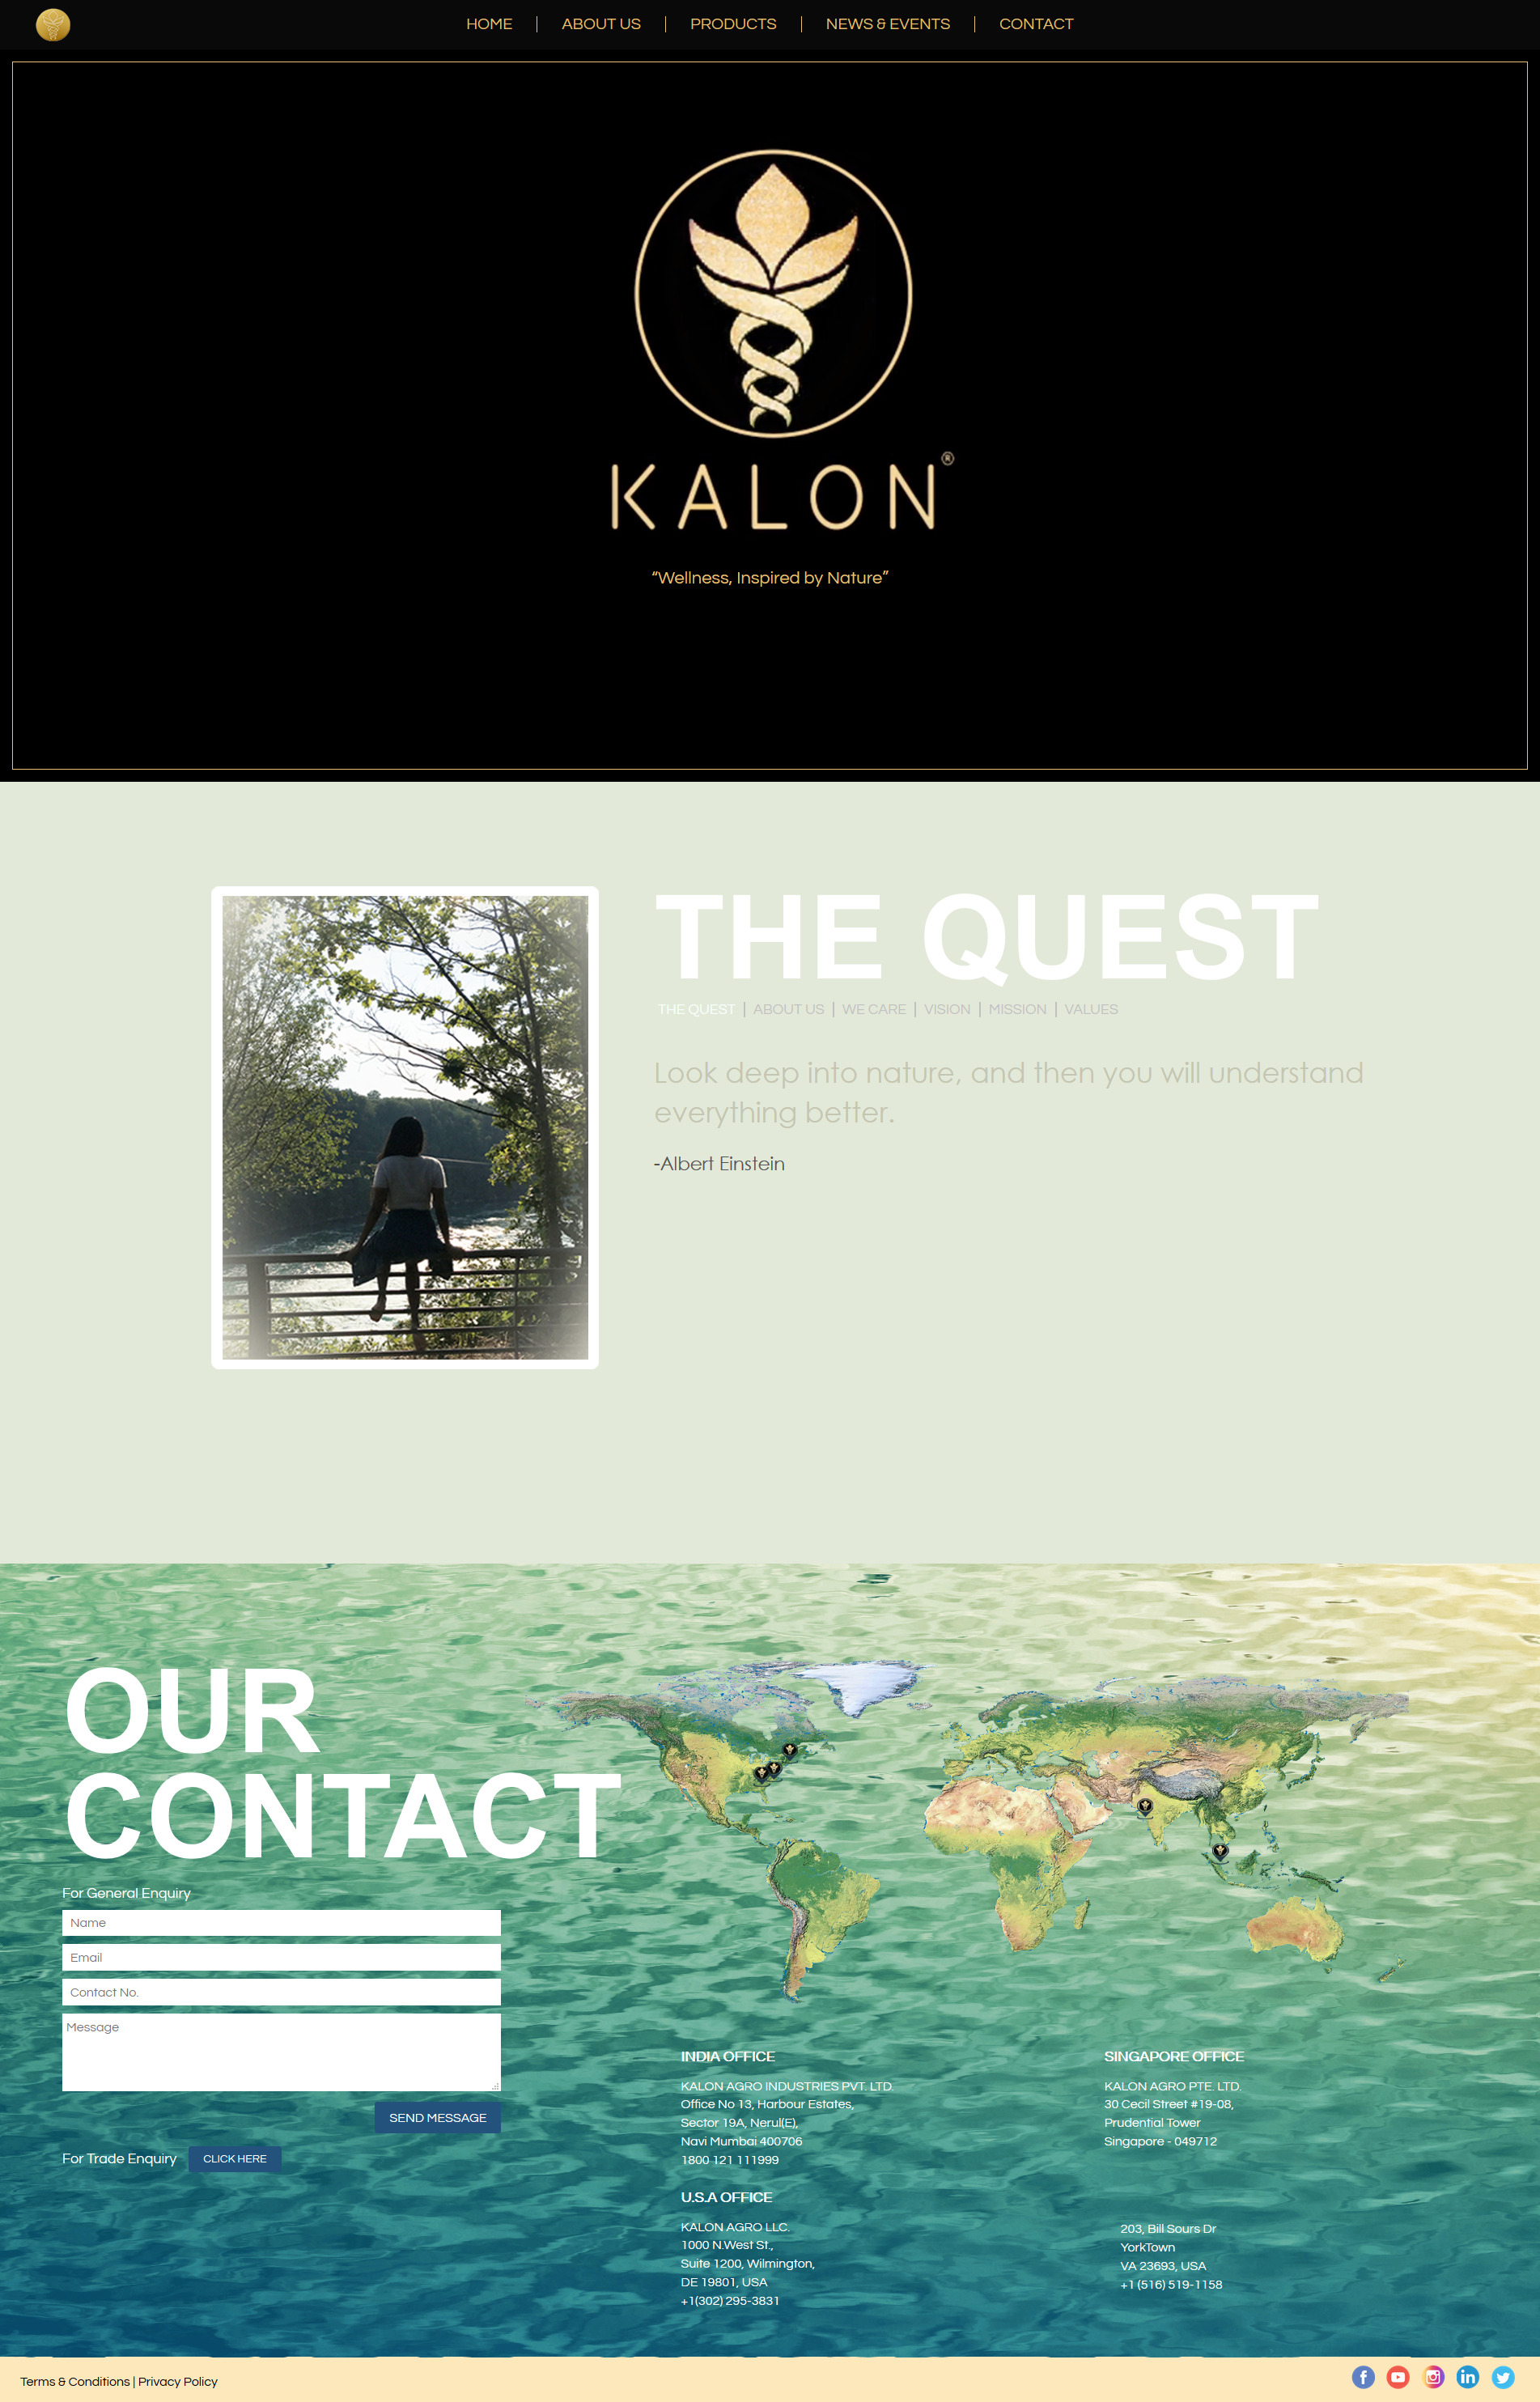 HOME | ABOUT US | PRODUCTS | NEWS & EVENTS | CONTACT
KALON®
“Wellness, Inspired by Nature”
THE QUEST
THE QUEST | ABOUT US | WE CARE | VISION | MISSION | VALUES
Look deep into nature, and then you will understand
everything better.
-Albert Einstein
OUR
CONTACT
For General Enquiry
Name
Email
Contact No.
Message
SEND MESSAGE
For Trade Enquiry CLICK HERE
INDIA OFFICE
KALON AGRO INDUSTRIES PVT. LTD.
Office No 13, Harbour Estates,
Sector 19A, Nerul(E),
Navi Mumbai 400706
1800 121 111999
SINGAPORE OFFICE
KALON AGRO PTE. LTD.
30 Cecil Street #19-08,
Prudential Tower
Singapore - 049712
U.S.A OFFICE
KALON AGRO LLC.
1000 N.West St.,
Suite 1200, Wilmington,
DE 19801, USA
+1(302) 295-3831
203, Bill Sours Dr
YorkTown
VA 23693, USA
+1 (516) 519-1158
Terms & Conditions | Privacy Policy